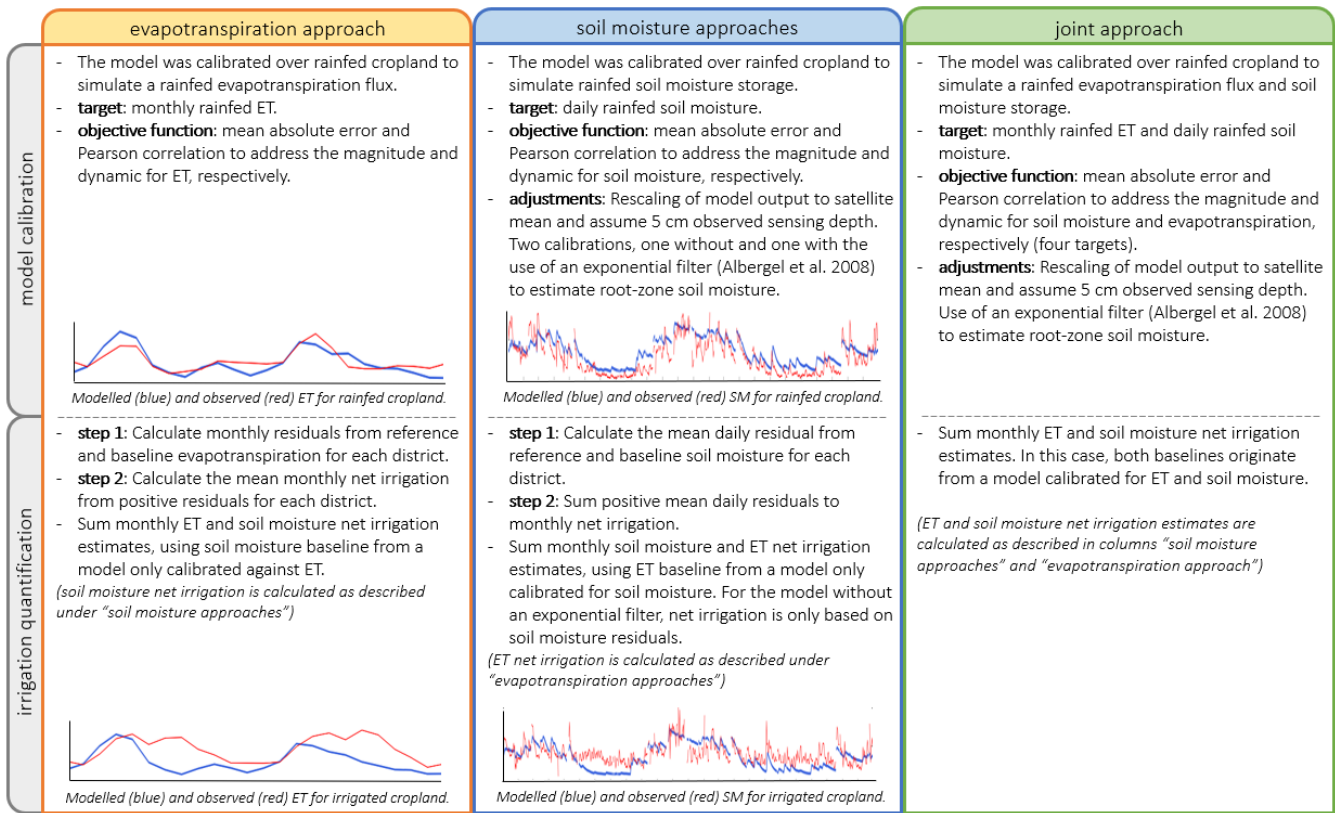 evapotranspiration approach
soil moisture approaches
joint approach
model calibration
- The model was calibrated over rainfed cropland to
simulate a rainfed evapotranspiration flux.
- target: monthly rainfed ET.
- objective function: mean absolute error and
Pearson correlation to address the magnitude and
dynamic for ET, respectively.
Modelled (blue) and observed (red) ET for rainfed cropland.
- The model was calibrated over rainfed cropland to
simulate rainfed soil moisture storage.
- target: daily rainfed soil moisture.
- objective function: mean absolute error and
Pearson correlation to address the magnitude and
dynamic for soil moisture, respectively.
- adjustments: Rescaling of model output to satellite
mean and assume 5 cm observed sensing depth.
Two calibrations, one without and one with the
use of an exponential filter (Albergel et al. 2008)
to estimate root-zone soil moisture.
Modelled (blue) and observed (red) SM for rainfed cropland.
- The model was calibrated over rainfed cropland to
simulate a rainfed evapotranspiration flux and soil
moisture storage.
- target: monthly rainfed ET and daily rainfed soil
moisture.
- objective function: mean absolute error and
Pearson correlation to address the magnitude and
dynamic for soil moisture and evapotranspiration,
respectively (four targets).
- adjustments: Rescaling of model output to satellite
mean and assume 5 cm observed sensing depth.
Use of an exponential filter (Albergel et al. 2008)
to estimate root-zone soil moisture.
irrigation quantification
- step 1: Calculate monthly residuals from reference
and baseline evapotranspiration for each district.
- step 2: Calculate the mean monthly net irrigation
from positive residuals for each district.
- Sum monthly ET and soil moisture net irrigation
estimates, using soil moisture baseline from a
model only calibrated against ET.
(soil moisture net irrigation is calculated as described
under “soil moisture approaches”)
Modelled (blue) and observed (red) ET for irrigated cropland.
- step 1: Calculate the mean daily residual from
reference and baseline soil moisture for each
district.
- step 2: Sum positive mean daily residuals to
monthly net irrigation.
- Sum monthly soil moisture and ET net irrigation
estimates, using ET baseline from a model only
calibrated for soil moisture. For the model without
an exponential filter, net irrigation is only based on
soil moisture residuals.
(ET net irrigation is calculated as described under
“evapotranspiration approaches”)
Modelled (blue) and observed (red) SM for irrigated cropland.
- Sum monthly ET and soil moisture net irrigation
estimates. In this case, both baselines originate
from a model calibrated for ET and soil moisture.
(ET and soil moisture net irrigation estimates are
calculated as described in columns “soil moisture
approaches” and “evapotranspiration approach”)